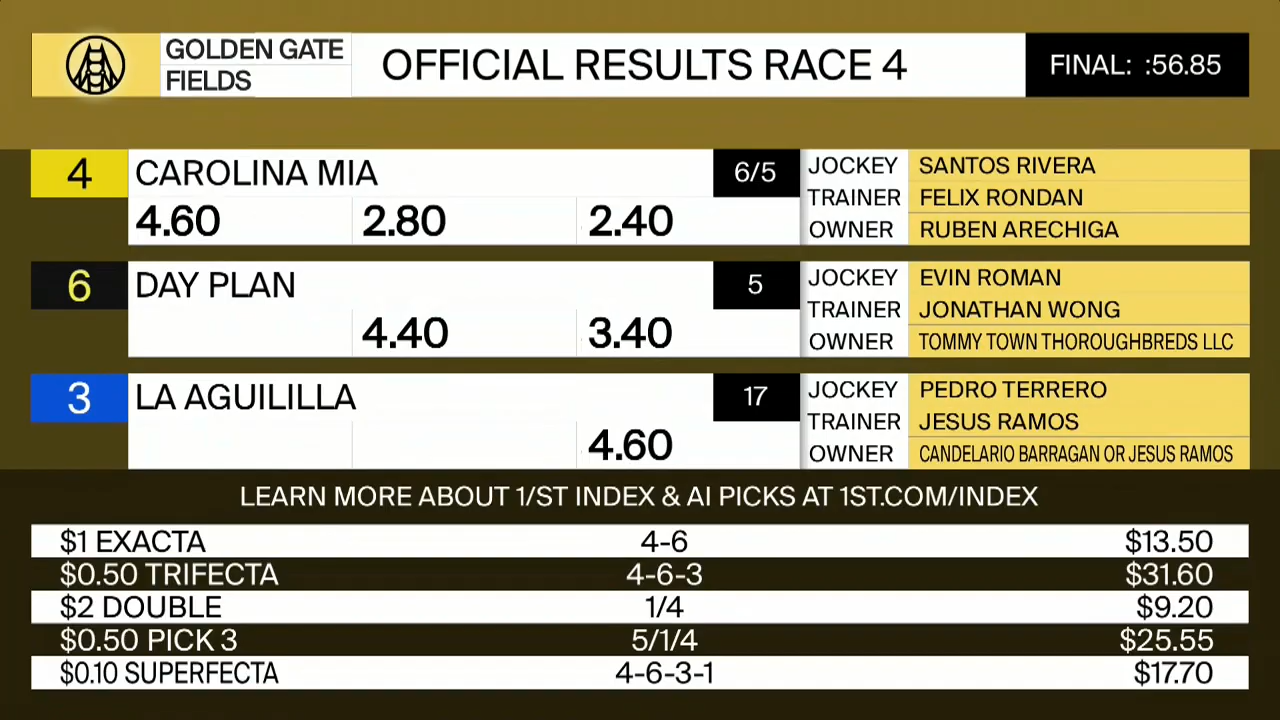 GOLDEN GATE
FIELDS
OFFICIAL RESULTS RACE 4
FINAL: :56.85
4 CAROLINA MIA 6/5
4.60 2.80 2.40
JOCKEY SANTOS RIVERA
TRAINER FELIX RONDAN
OWNER RUBEN ARECHIGA
6 DAY PLAN 5
4.40 3.40
JOCKEY EVIN ROMAN
TRAINER JONATHAN WONG
OWNER TOMMY TOWN THOROUGHBREDS LLC
3 LA AGUILILLA 17
4.60
JOCKEY PEDRO TERRERO
TRAINER JESUS RAMOS
OWNER CANDELARIO BARRAGAN OR JESUS RAMOS
LEARN MORE ABOUT 1/ST INDEX & AI PICKS AT 1ST.COM/INDEX
$1 EXACTA 4-6 $13.50
$0.50 TRIFECTA 4-6-3 $31.60
$2 DOUBLE 1/4 $9.20
$0.50 PICK 3 5/1/4 $25.55
$0.10 SUPERFECTA 4-6-3-1 $17.70